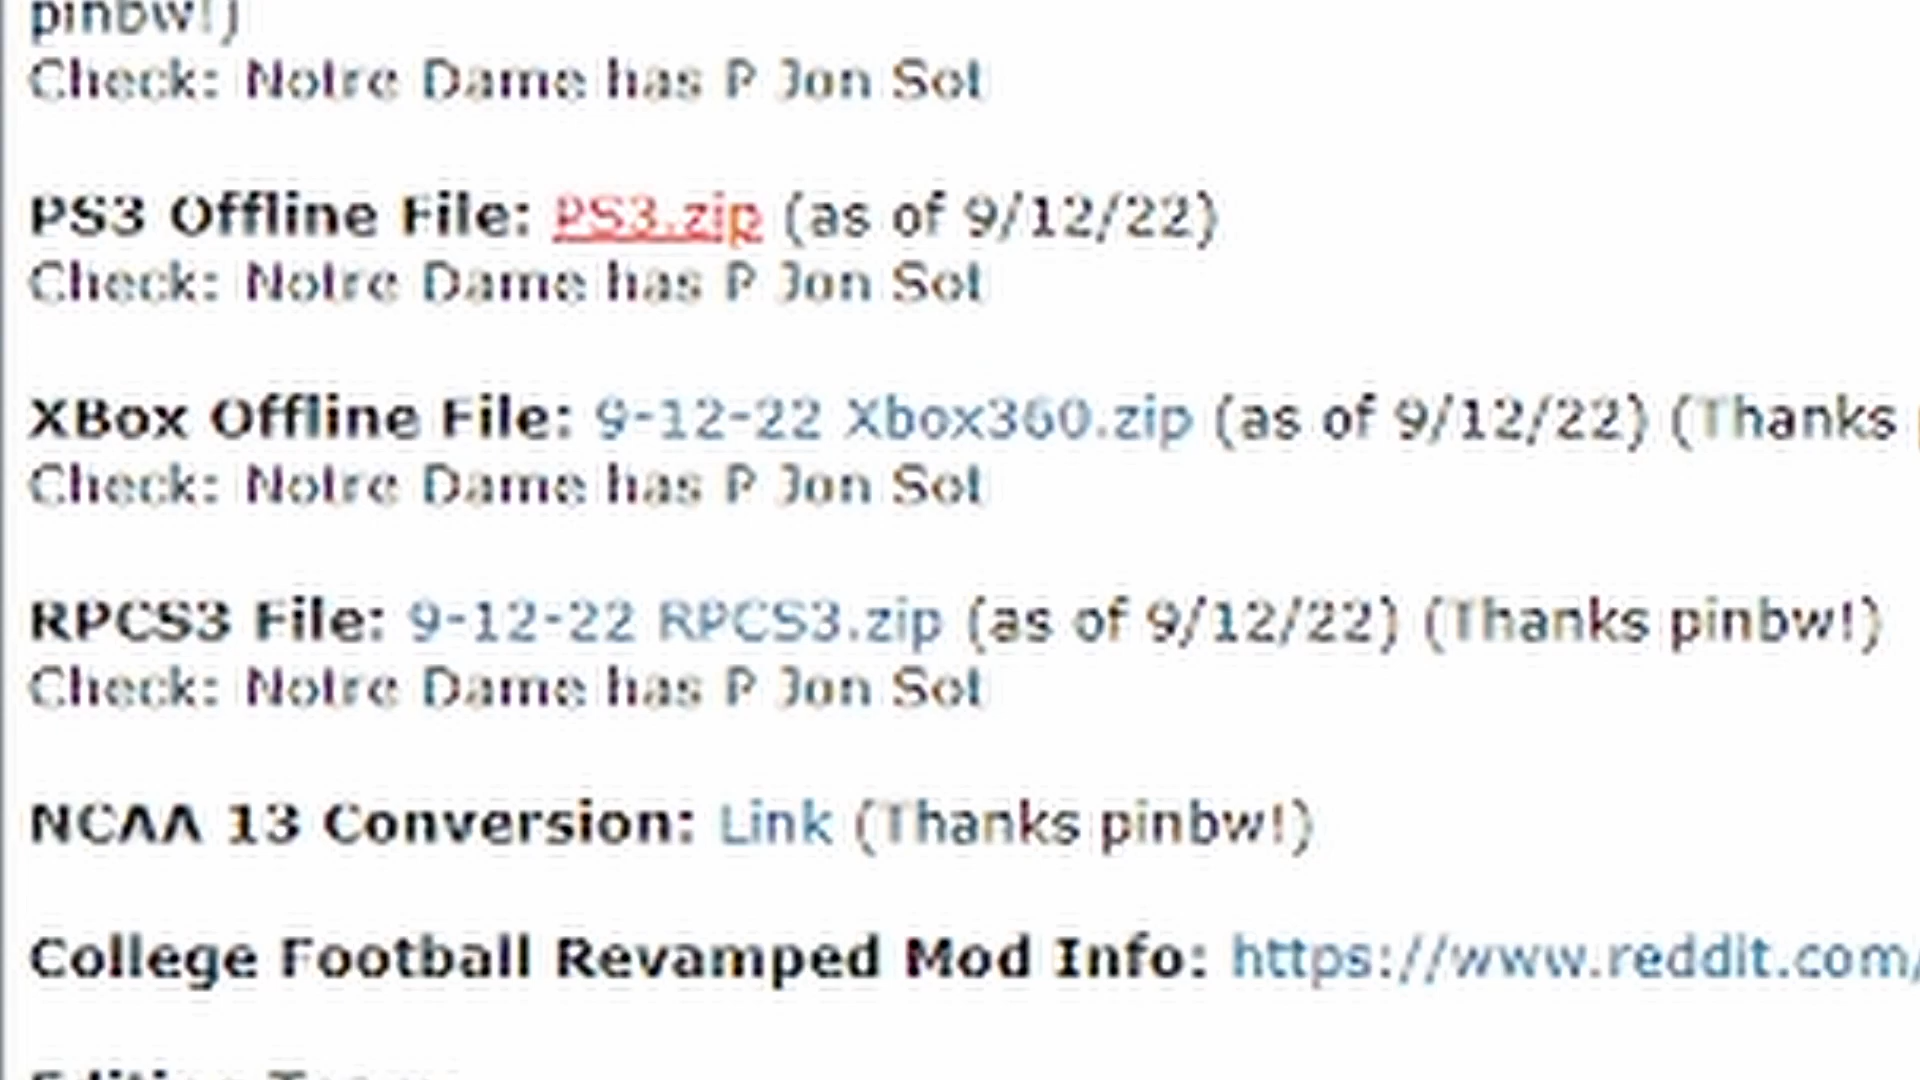 pinbw!)
Check: Notre Dame has P Jon Sot
PS3 Offline File: PS3.zip (as of 9/12/22)
Check: Notre Dame has P Jon Sot
XBox Offline File: 9-12-22 Xbox360.zip (as of 9/12/22) (Thanks
Check: Notre Dame has P Jon Sot
RPCS3 File: 9-12-22 RPCS3.zip (as of 9/12/22) (Thanks pinbw!)
Check: Notre Dame has P Jon Sot
NCAA 13 Conversion: Link (Thanks pinbw!)
College Football Revamped Mod Info: https://www.reddit.com/